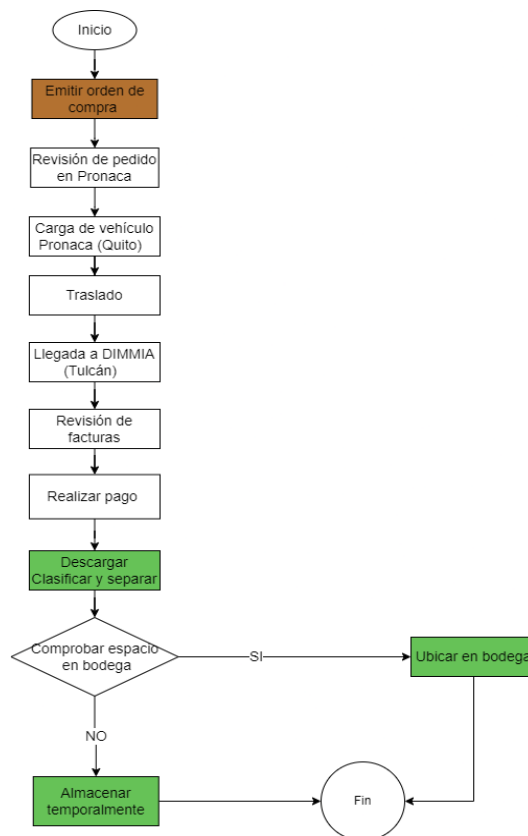 Inicio
Emitir orden de
compra
Revisión de pedido
en Pronaca
Carga de vehículo
Pronaca (Quito)
Traslado
Llegada a DIMMIA
(Tulcán)
Revisión de
facturas
Realizar pago
Descargar
Clasificar y separar
Comprobar espacio
en bodega
SI
Ubicar en bodega
NO
Almacenar
temporalmente
Fin